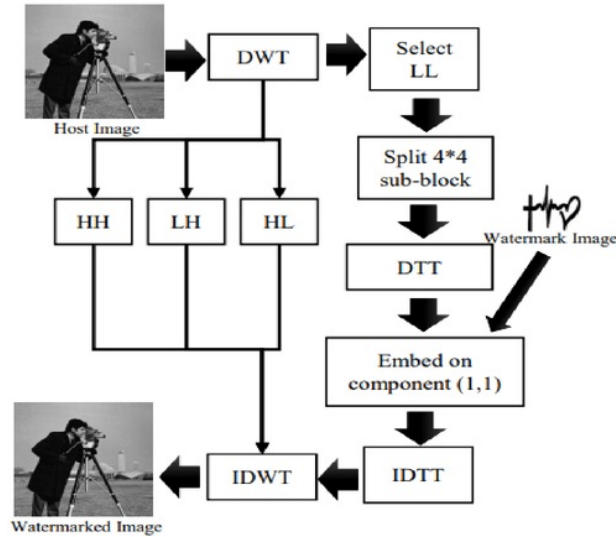 DWT
Select
LL
Host Image
Split 4*4
sub-block
HH
LH
HL
Watermark Image
DTT
Embed on
component (1,1)
IDWT
IDTT
Watermarked Image